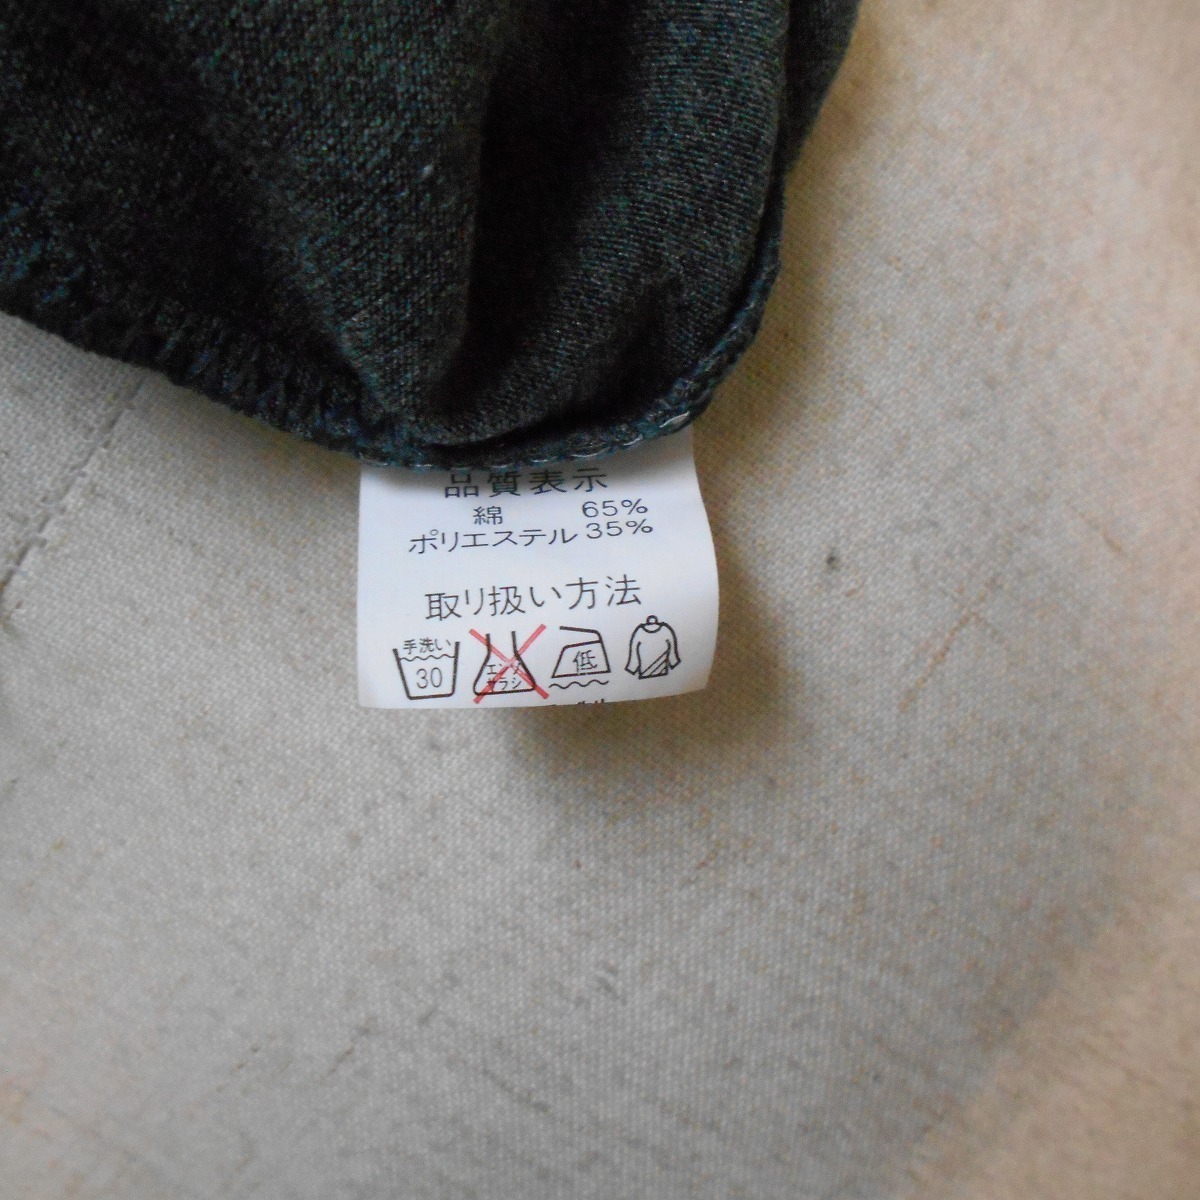 品質表示
綿 65%
ポリエステル 35%
取り扱い方法
手洗い 30 エンソ サラシ 低